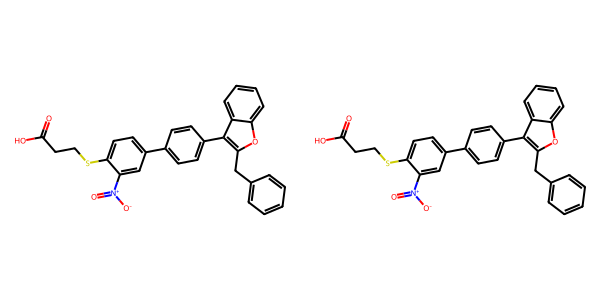 O O
HO HO
O O
S S
N+ N+
O O
O- O-